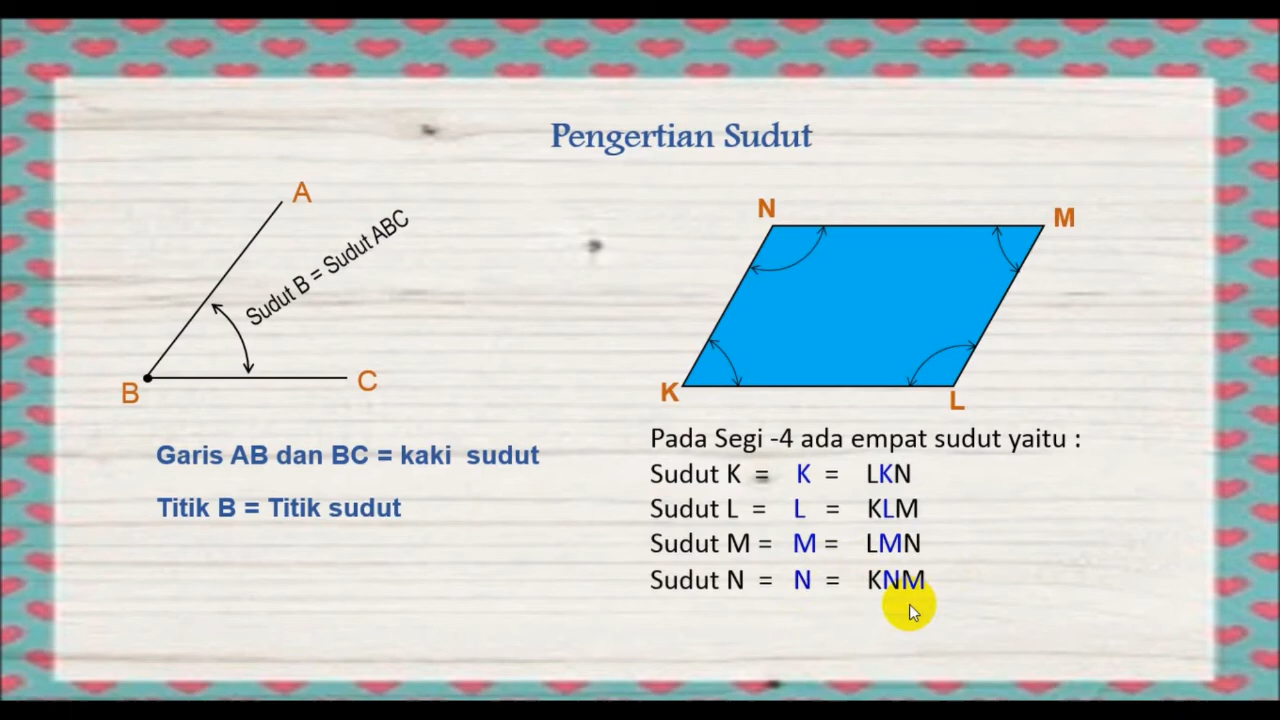 Pengertian Sudut
A
Sudut B = Sudut ABC
B
C
Garis AB dan BC = kaki sudut
Titik B = Titik sudut
N
M
K
L
Pada Segi -4 ada empat sudut yaitu :
Sudut K = K = LKN
Sudut L = L = KLM
Sudut M = M = LMN
Sudut N = N = KNM